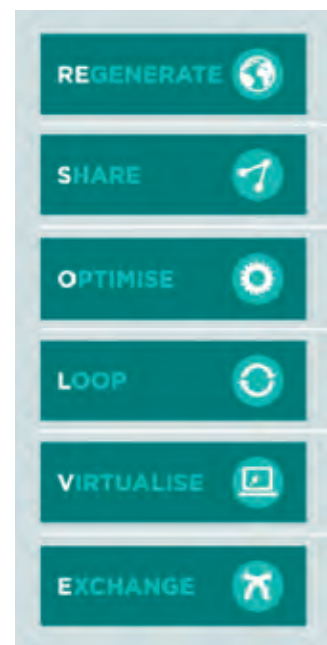 REGENERATE
SHARE
OPTIMISE
LOOP
VIRTUALISE
EXCHANGE